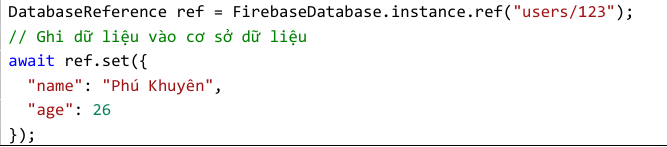 DatabaseReference ref = FirebaseDatabase.instance.ref("users/123");
// Ghi dữ liệu vào cơ sở dữ liệu
await ref.set({
  "name": "Phú Khuyên",
  "age": 26
});